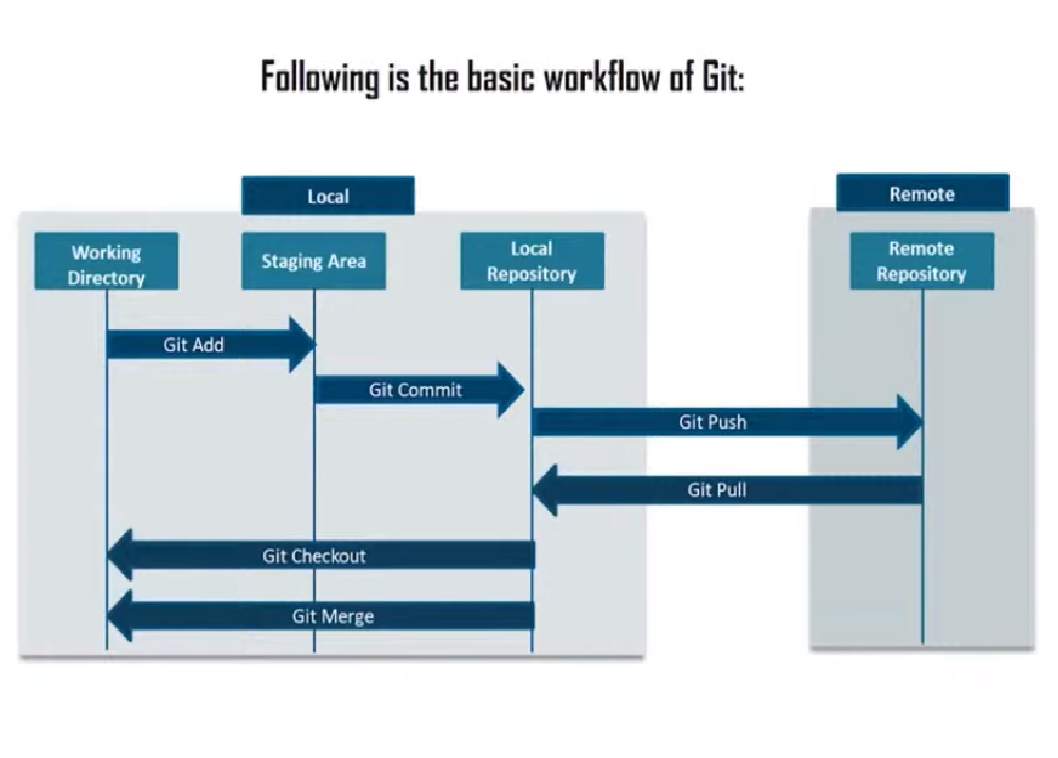 Following is the basic workflow of Git:
Local
Remote
Working
Directory
Staging Area
Local
Repository
Remote
Repository
Git Add
Git Commit
Git Push
Git Pull
Git Checkout
Git Merge